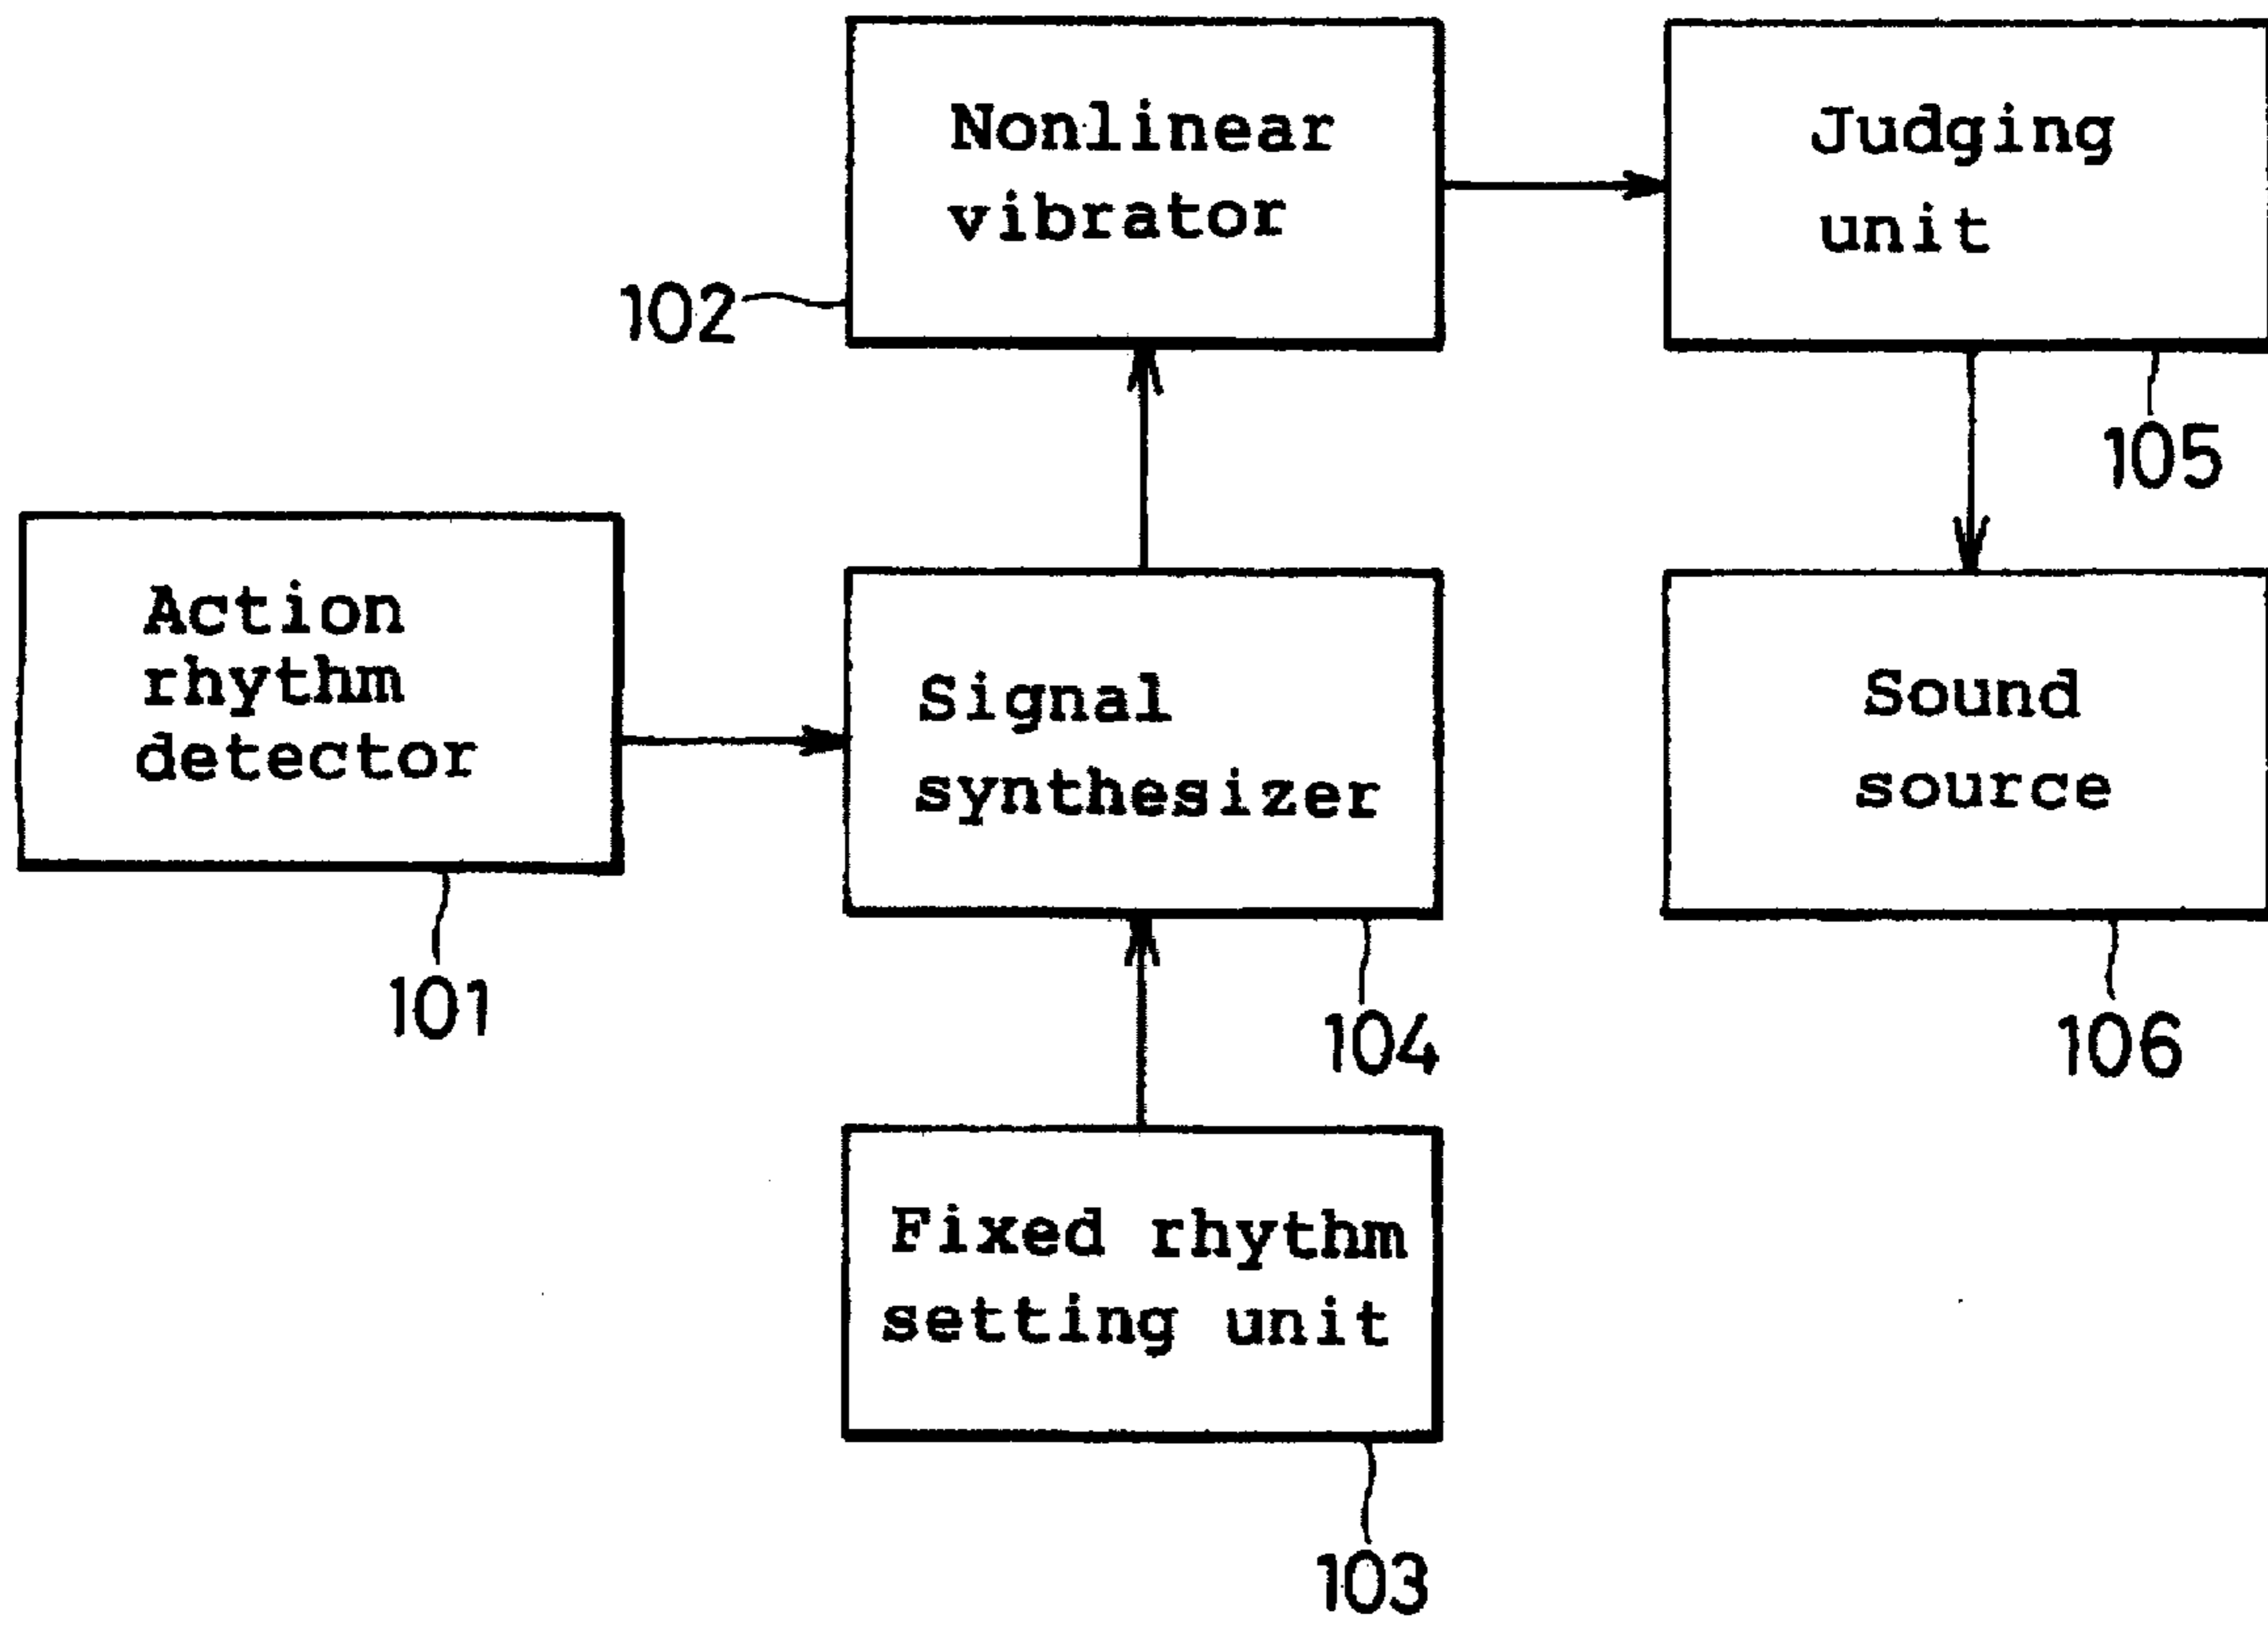 Nonlinear
vibrator
102
Judging
unit
105
Action
rhythm
detector
101
Signal
synthesizer
104
Sound
source
106
Fixed rhythm
setting unit
103